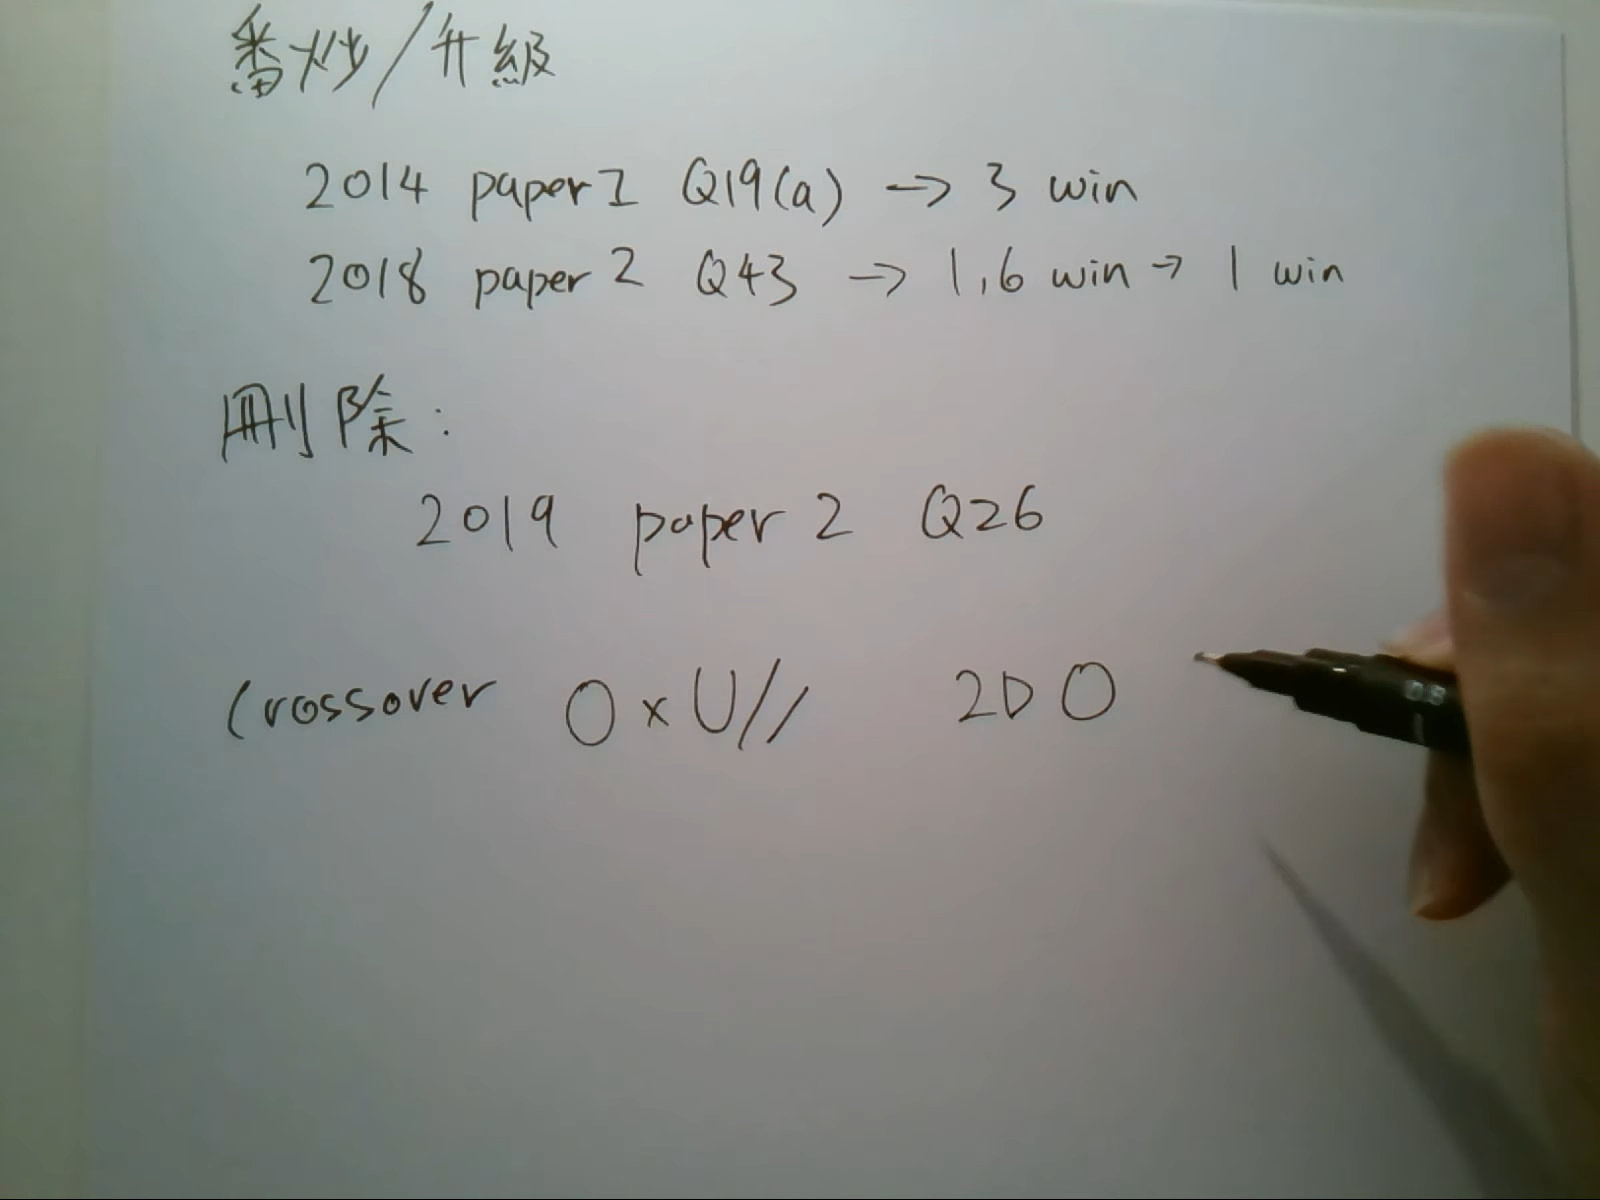 番炒/升級
2014 paper 1 Q19(a) → 3 win
2018 paper 2 Q43 → 1.6 win → 1 win
刪除:
2019 paper 2 Q26
Crossover O x U// 2D O